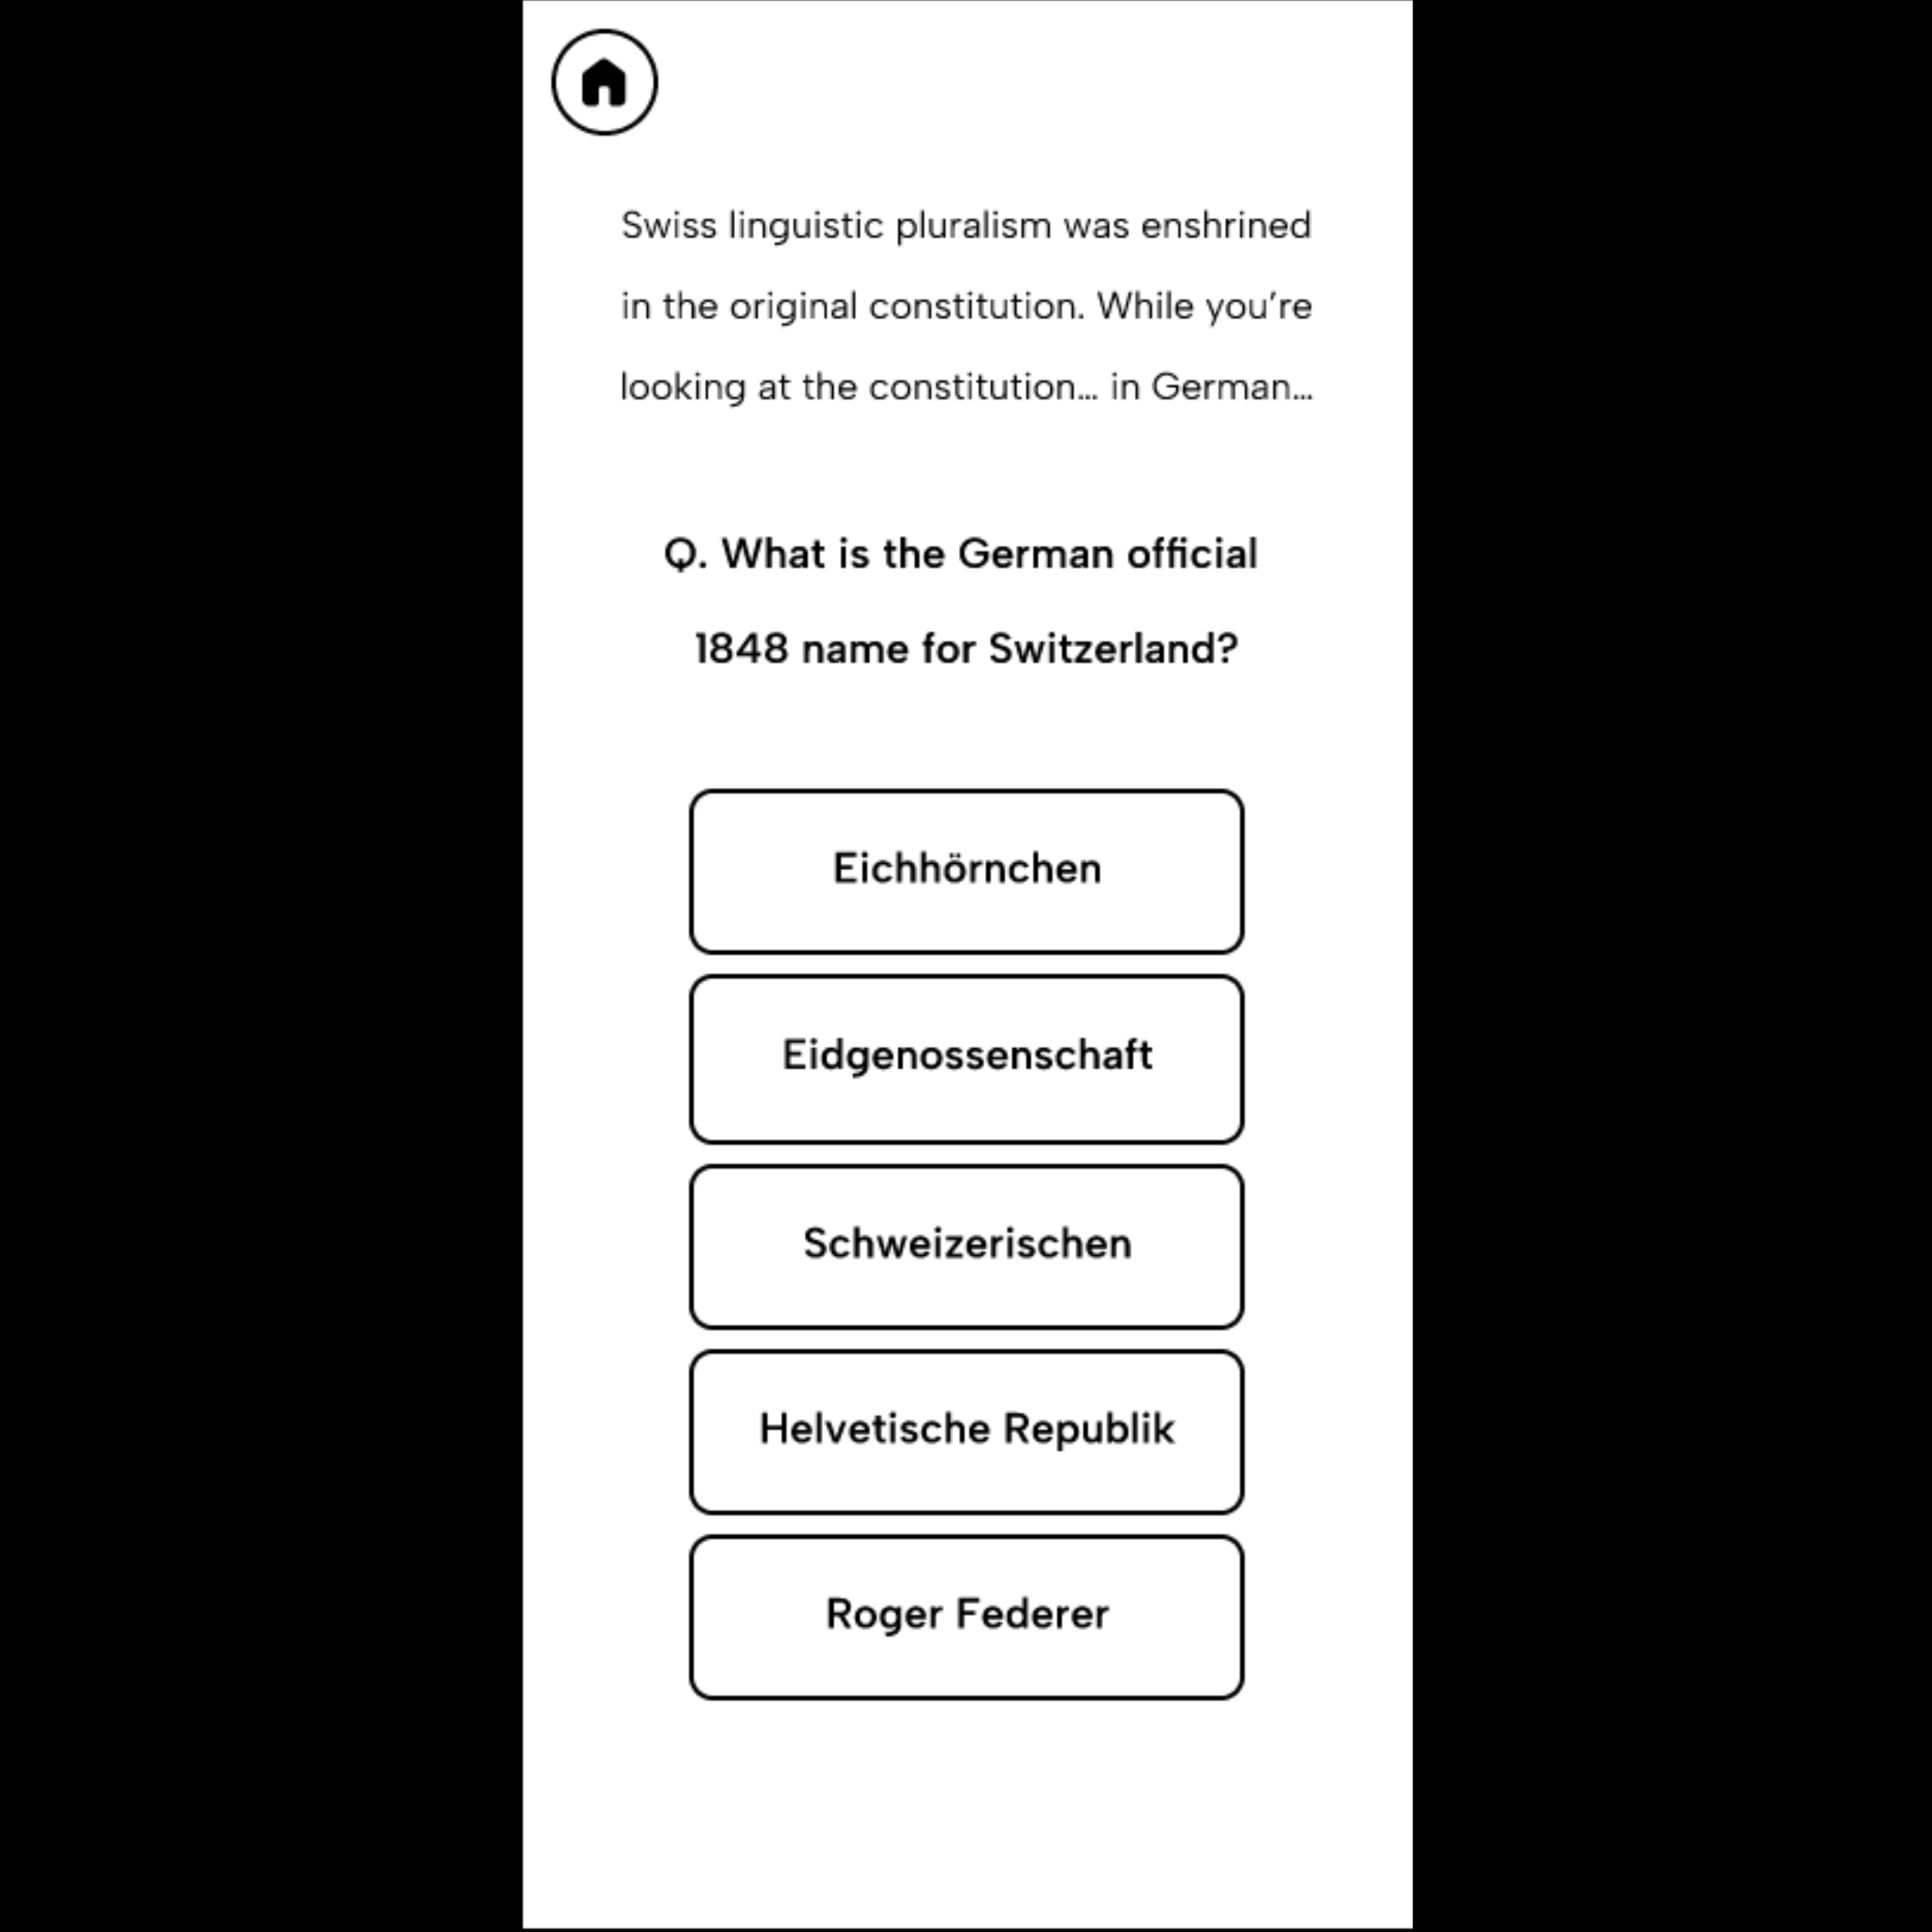 Swiss linguistic pluralism was enshrined
in the original constitution. While you’re
looking at the constitution... in German...
Q. What is the German official
1848 name for Switzerland?
Eichhörnchen
Eidgenossenschaft
Schweizerischen
Helvetische Republik
Roger Federer